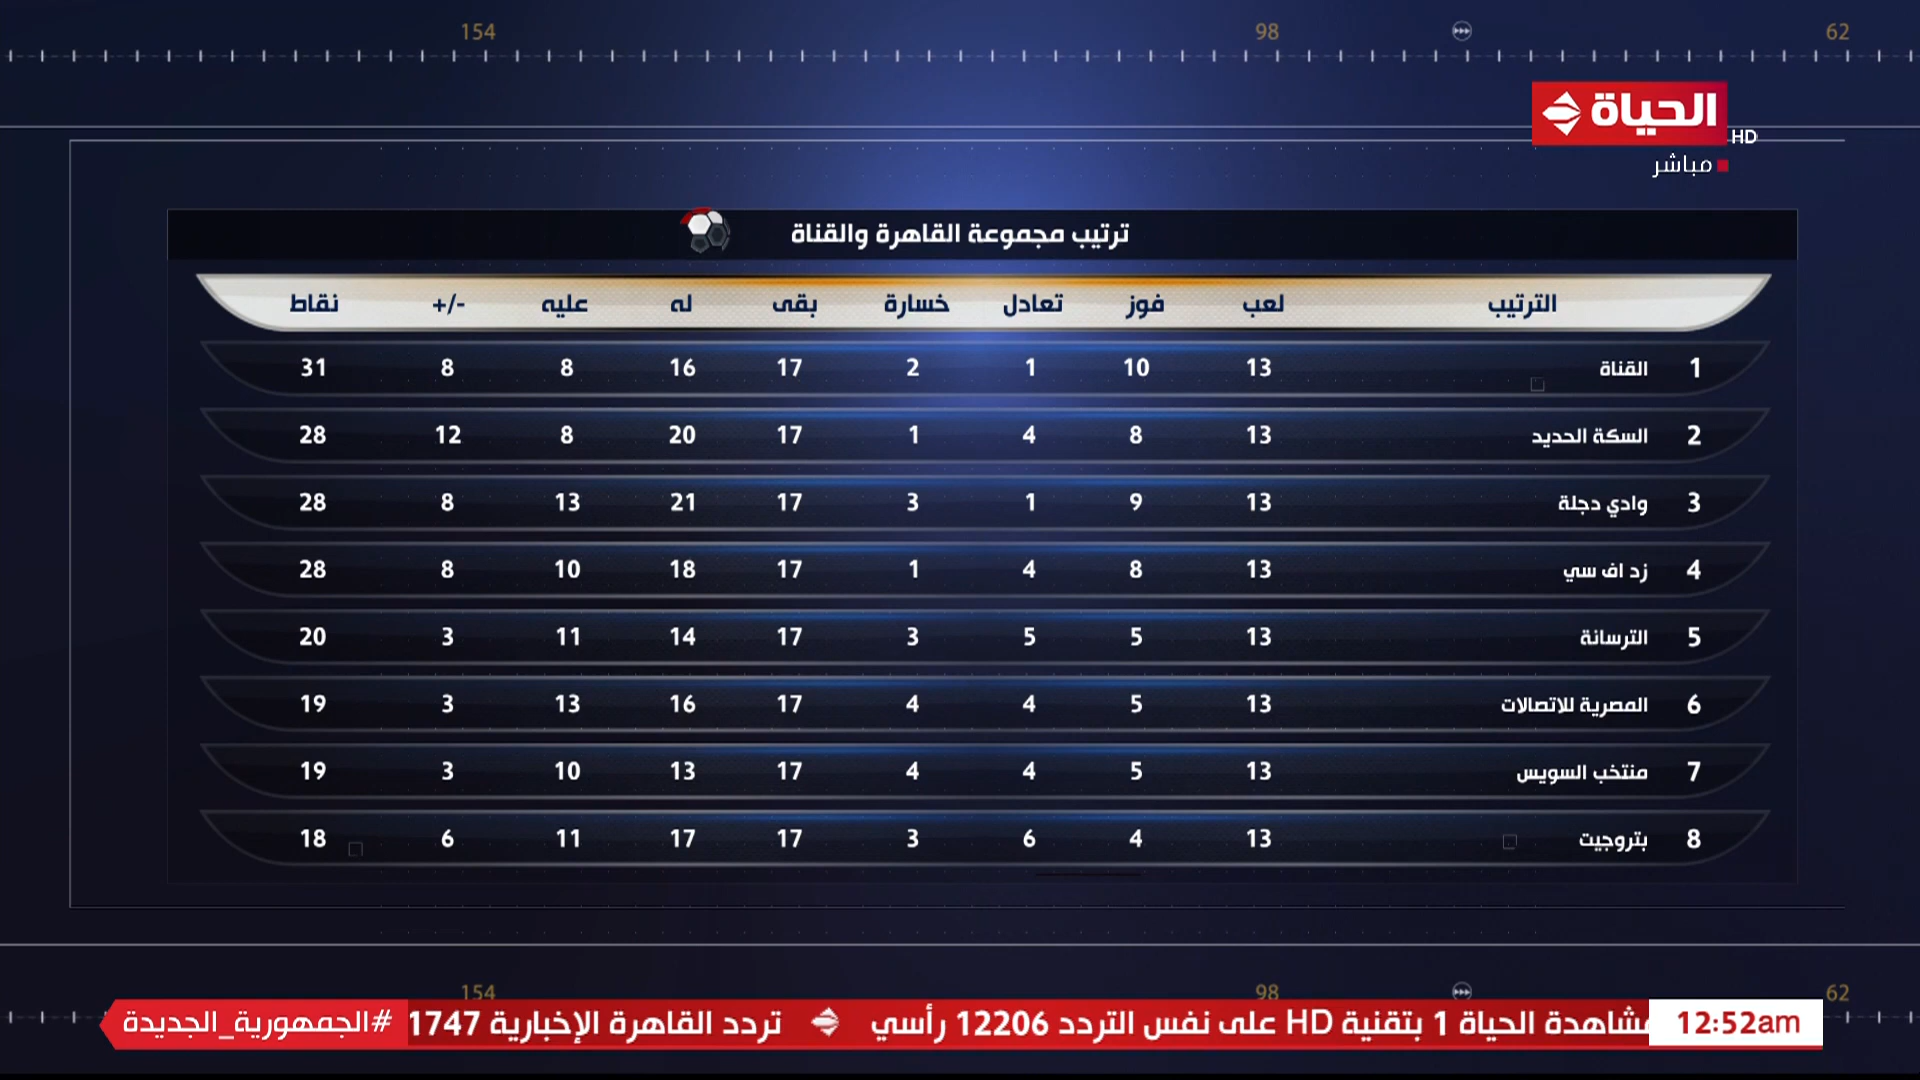 154 98 62
الحياة
HD
مباشر
ترتيب مجموعة القاهرة والقناة
الترتيب لعب فوز تعادل خسارة بقى له عليه +/- نقاط
1 القناة 13 10 1 2 17 16 8 8 31
2 السكة الحديد 13 8 4 1 17 20 8 12 28
3 وادي دجلة 13 9 1 3 17 21 13 8 28
4 زد اف سي 13 8 4 1 17 18 10 8 28
5 الترسانة 13 5 5 3 17 14 11 3 20
6 المصرية للاتصالات 13 5 4 4 17 16 13 3 19
7 منتخب السويس 13 5 4 4 17 13 10 3 19
8 بتروجيت 13 4 6 3 17 17 11 6 18
154 98 62
12:52am مشاهدة الحياة 1 بتقنية HD على نفس التردد 12206 رأسي تردد القاهرة الإخبارية 1747 #الجمهورية_الجديدة